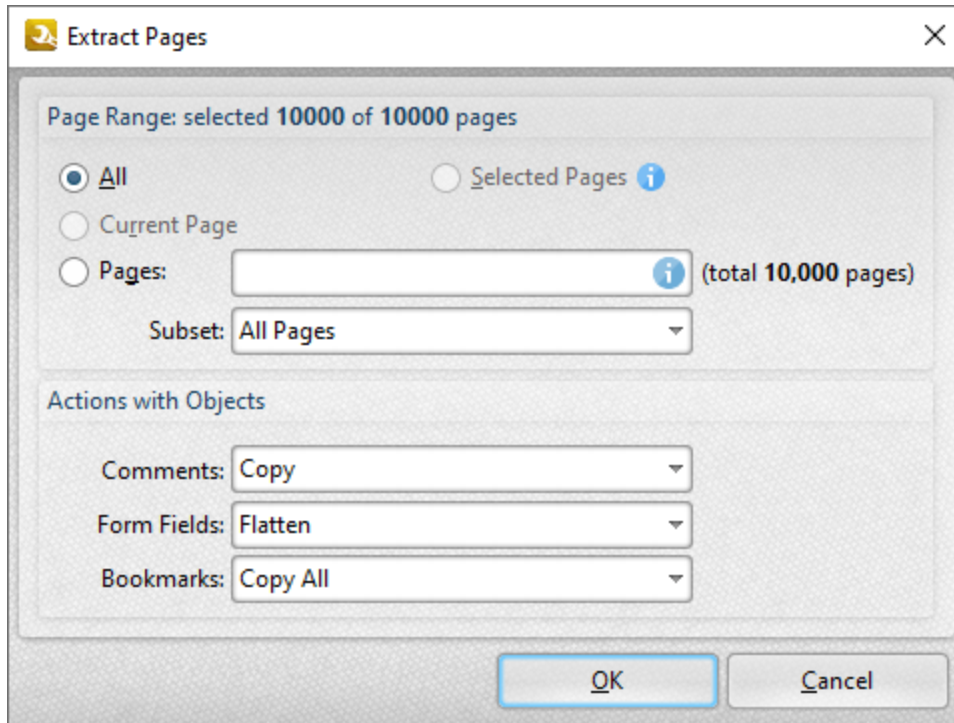 Extract Pages
Page Range: selected 10000 of 10000 pages
All
Selected Pages
Current Page
Pages:
(total 10,000 pages)
Subset: All Pages
Actions with Objects
Comments: Copy
Form Fields: Flatten
Bookmarks: Copy All
OK
Cancel